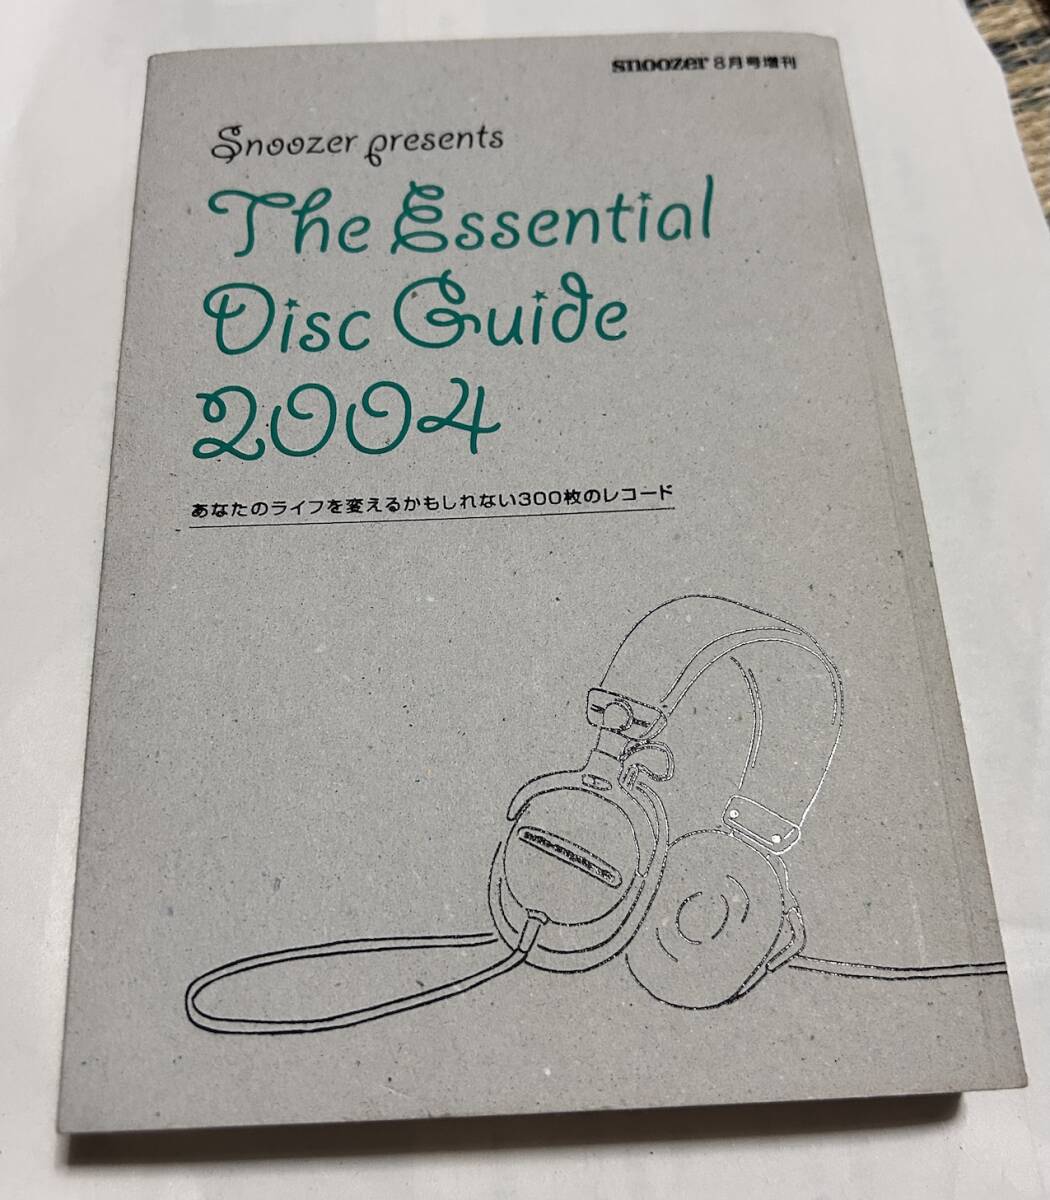 snoozer 8月号増刊
Snoozer presents
The Essential
Disc Guide
2004
あなたのライフを変えるかもしれない300枚のレコード